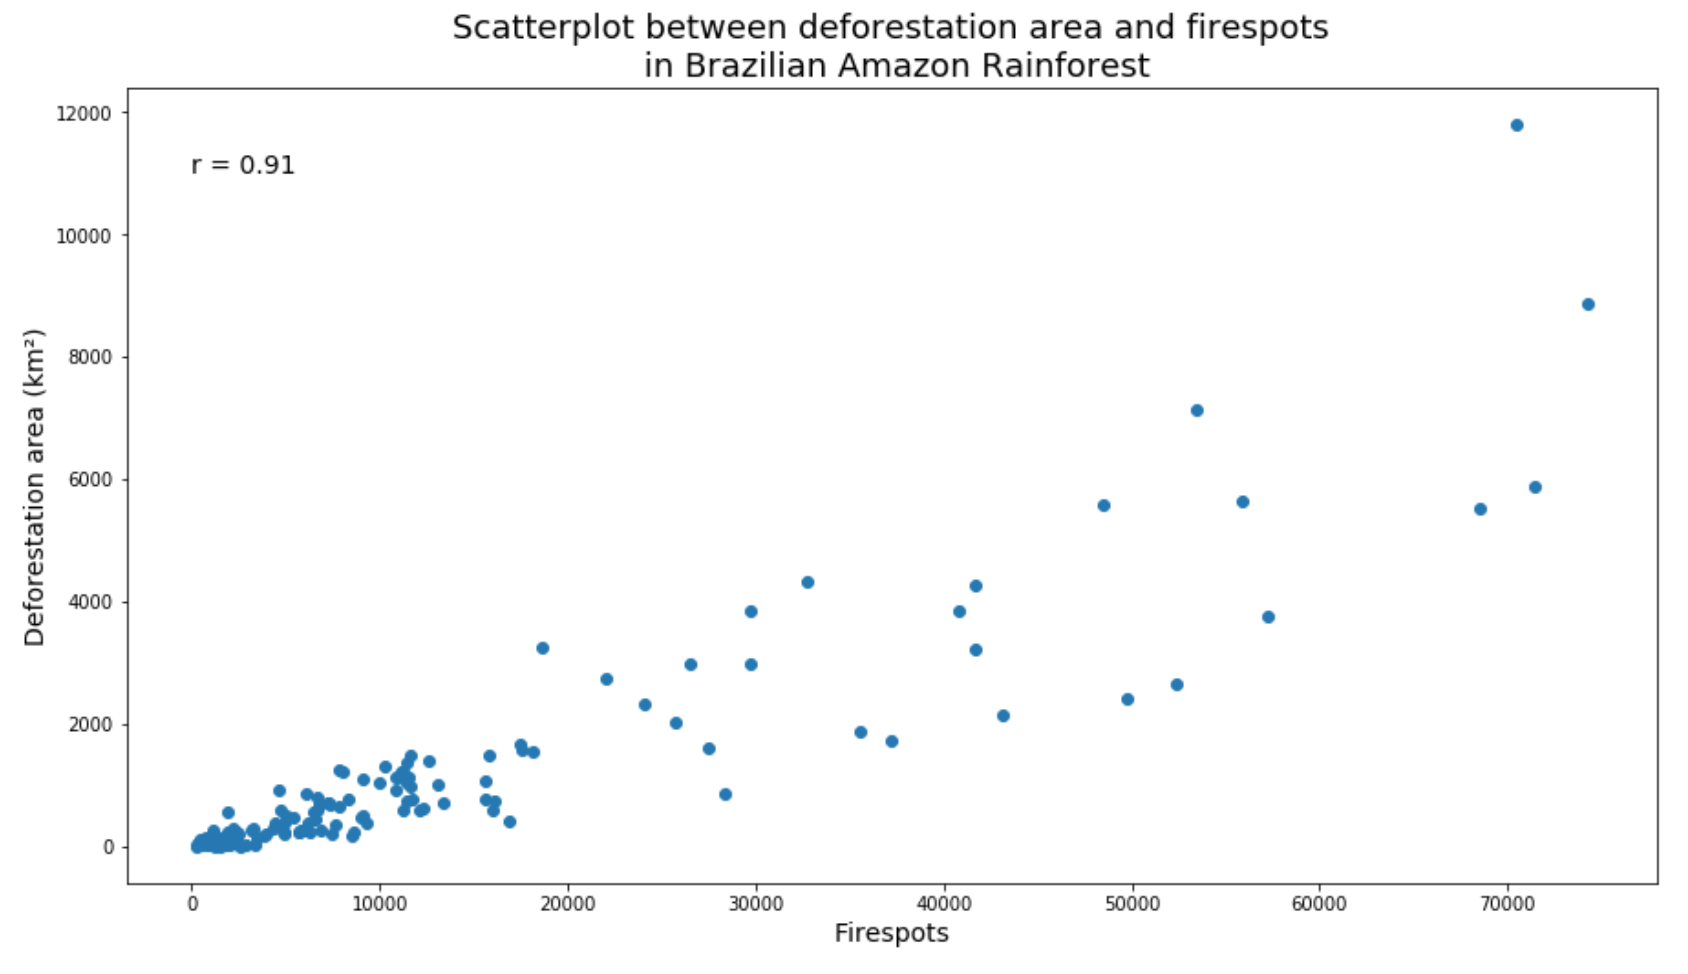 Scatterplot between deforestation area and firespots
in Brazilian Amazon Rainforest
r = 0.91
Deforestation area (km²)
12000
10000
8000
6000
4000
2000
0
0 10000 20000 30000 40000 50000 60000 70000
Firespots